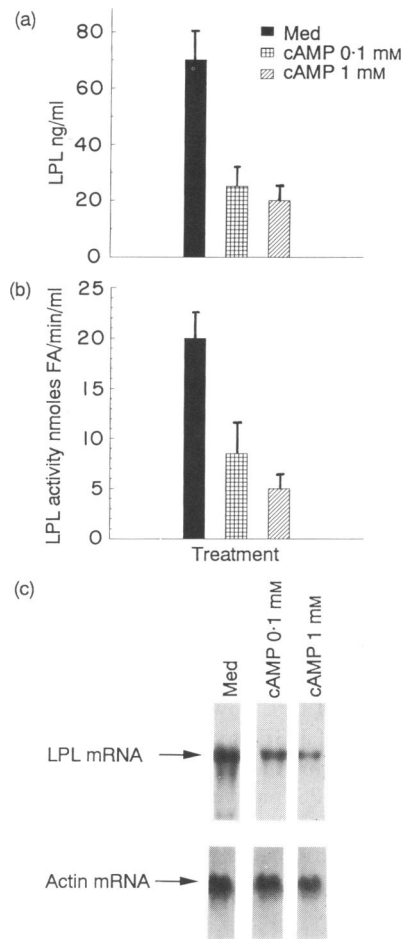 (a)
Med
cAMP 0·1 mM
cAMP 1 mM
LPL ng/ml
80
60
40
20
0
(b)
LPL activity nmoles FA/min/ml
25
20
15
10
5
0
Treatment
(c)
Med
cAMP 0·1 mM
cAMP 1 mM
LPL mRNA
Actin mRNA